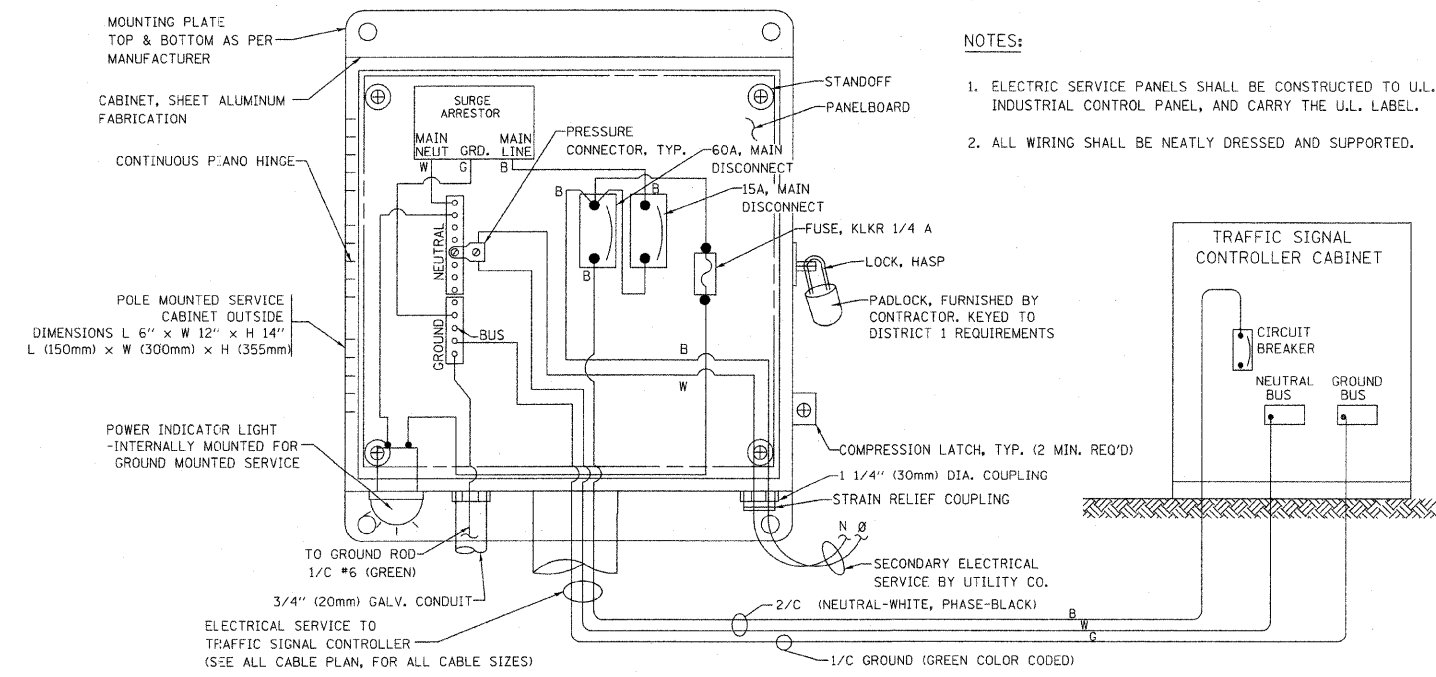 MOUNTING PLATE
TOP & BOTTOM AS PER
MANUFACTURER
CABINET, SHEET ALUMINUM
FABRICATION
CONTINUOUS PIANO HINGE
POLE MOUNTED SERVICE
CABINET OUTSIDE
DIMENSIONS L 6" x W 12" x H 14"
L (150mm) x W (300mm) x H (355mm)
POWER INDICATOR LIGHT
-INTERNALLY MOUNTED FOR
GROUND MOUNTED SERVICE
SURGE
ARRESTOR
MAIN
NEUT
GRD.
MAIN
LINE
W
G
B
PRESSURE
CONNECTOR, TYP.
NEUTRAL
GROUND
BUS
B
B
B
B
W
STANDOFF
PANELBOARD
60A, MAIN
DISCONNECT
15A, MAIN
DISCONNECT
FUSE, KLKR 1/4 A
LOCK, HASP
PADLOCK, FURNISHED BY
CONTRACTOR. KEYED TO
DISTRICT 1 REQUIREMENTS
COMPRESSION LATCH, TYP. (2 MIN. REQ'D)
1 1/4" (30mm) DIA. COUPLING
STRAIN RELIEF COUPLING
N Ø
SECONDARY ELECTRICAL
SERVICE BY UTILITY CO.
TO GROUND ROD
1/C #6 (GREEN)
3/4" (20mm) GALV. CONDUIT
ELECTRICAL SERVICE TO
TRAFFIC SIGNAL CONTROLLER
(SEE ALL CABLE PLAN, FOR ALL CABLE SIZES)
2/C (NEUTRAL-WHITE, PHASE-BLACK)
B
W
G
1/C GROUND (GREEN COLOR CODED)
NOTES:
1. ELECTRIC SERVICE PANELS SHALL BE CONSTRUCTED TO U.L.
INDUSTRIAL CONTROL PANEL, AND CARRY THE U.L. LABEL.
2. ALL WIRING SHALL BE NEATLY DRESSED AND SUPPORTED.
TRAFFIC SIGNAL
CONTROLLER CABINET
CIRCUIT
BREAKER
NEUTRAL
BUS
GROUND
BUS